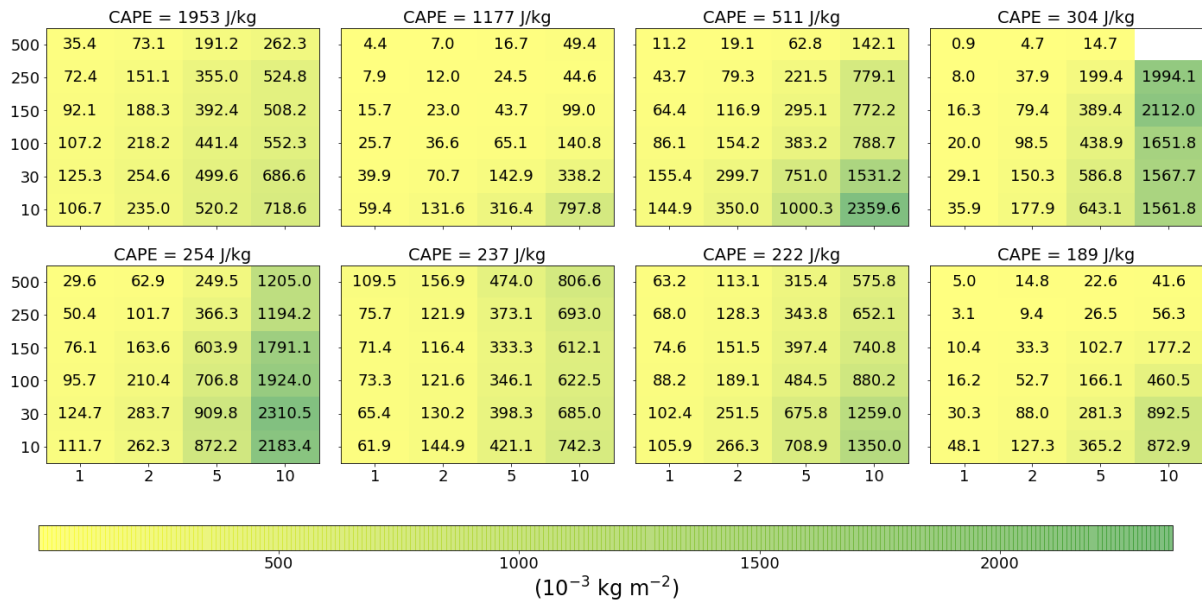 CAPE = 1953 J/kg CAPE = 1177 J/kg CAPE = 511 J/kg CAPE = 304 J/kg
500 35.4 73.1 191.2 262.3 4.4 7.0 16.7 49.4 11.2 19.1 62.8 142.1 0.9 4.7 14.7
250 72.4 151.1 355.0 524.8 7.9 12.0 24.5 44.6 43.7 79.3 221.5 779.1 8.0 37.9 199.4 1994.1
150 92.1 188.3 392.4 508.2 15.7 23.0 43.7 99.0 64.4 116.9 295.1 772.2 16.3 79.4 389.4 2112.0
100 107.2 218.2 441.4 552.3 25.7 36.6 65.1 140.8 86.1 154.2 383.2 788.7 20.0 98.5 438.9 1651.8
30 125.3 254.6 499.6 686.6 39.9 70.7 142.9 338.2 155.4 299.7 751.0 1531.2 29.1 150.3 586.8 1567.7
10 106.7 235.0 520.2 718.6 59.4 131.6 316.4 797.8 144.9 350.0 1000.3 2359.6 35.9 177.9 643.1 1561.8
CAPE = 254 J/kg CAPE = 237 J/kg CAPE = 222 J/kg CAPE = 189 J/kg
500 29.6 62.9 249.5 1205.0 109.5 156.9 474.0 806.6 63.2 113.1 315.4 575.8 5.0 14.8 22.6 41.6
250 50.4 101.7 366.3 1194.2 75.7 121.9 373.1 693.0 68.0 128.3 343.8 652.1 3.1 9.4 26.5 56.3
150 76.1 163.6 603.9 1791.1 71.4 116.4 333.3 612.1 74.6 151.5 397.4 740.8 10.4 33.3 102.7 177.2
100 95.7 210.4 706.8 1924.0 73.3 121.6 346.1 622.5 88.2 189.1 484.5 880.2 16.2 52.7 166.1 460.5
30 124.7 283.7 909.8 2310.5 65.4 130.2 398.3 685.0 102.4 251.5 675.8 1259.0 30.3 88.0 281.3 892.5
10 111.7 262.3 872.2 2183.4 61.9 144.9 421.1 742.3 105.9 266.3 708.9 1350.0 48.1 127.3 365.2 872.9
1 2 5 10 1 2 5 10 1 2 5 10 1 2 5 10
500 1000 1500 2000
(10⁻³ kg m⁻²)